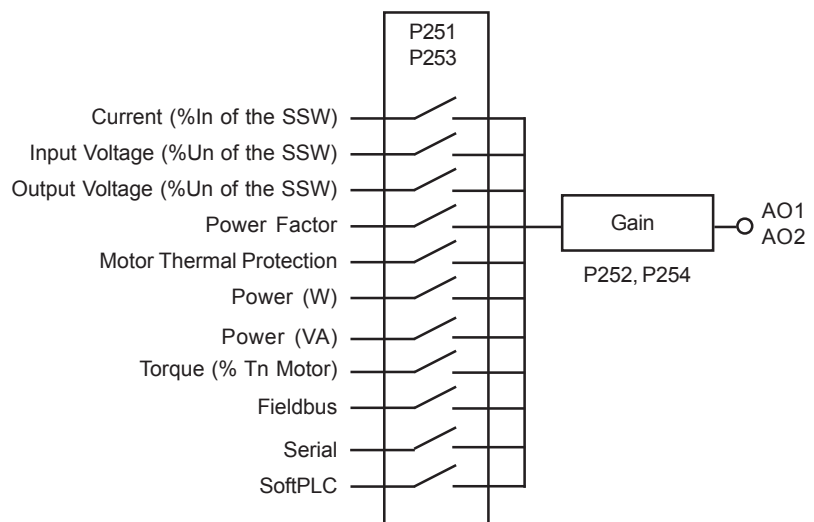 P251
P253
Current (%In of the SSW)
Input Voltage (%Un of the SSW)
Output Voltage (%Un of the SSW)
Power Factor
Motor Thermal Protection
Power (W)
Power (VA)
Torque (% Tn Motor)
Fieldbus
Serial
SoftPLC
Gain
P252, P254
AO1
AO2